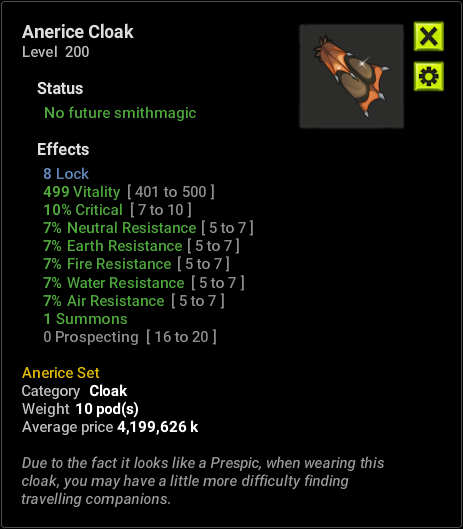 Anerice Cloak
Level 200
Status
No future smithmagic
Effects
8 Lock
499 Vitality [ 401 to 500 ]
10% Critical [ 7 to 10 ]
7% Neutral Resistance [ 5 to 7 ]
7% Earth Resistance [ 5 to 7 ]
7% Fire Resistance [ 5 to 7 ]
7% Water Resistance [ 5 to 7 ]
7% Air Resistance [ 5 to 7 ]
1 Summons
0 Prospecting [ 16 to 20 ]
Anerice Set
Category Cloak
Weight 10 pod(s)
Average price 4,199,626 k
Due to the fact it looks like a Prespic, when wearing this
cloak, you may have a little more difficulty finding
travelling companions.